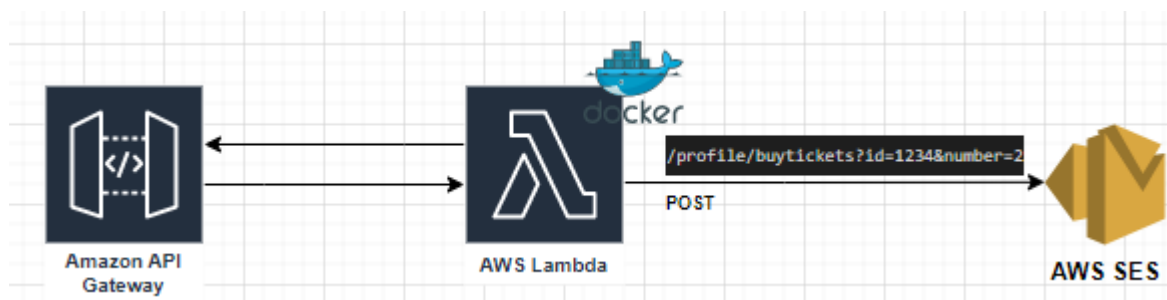 docker
</>
/profile/buytickets?id=1234&number=2
POST
Amazon API
Gateway
AWS Lambda
AWS SES